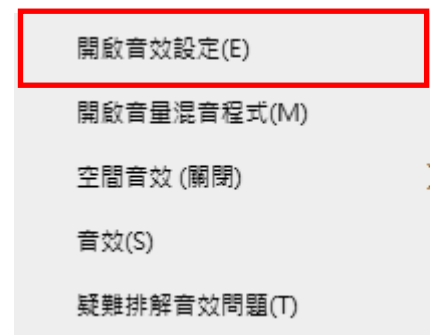 開啟音效設定(E)
開啟音量混音程式(M)
空間音效 (關閉)
音效(S)
疑難排解音效問題(T)